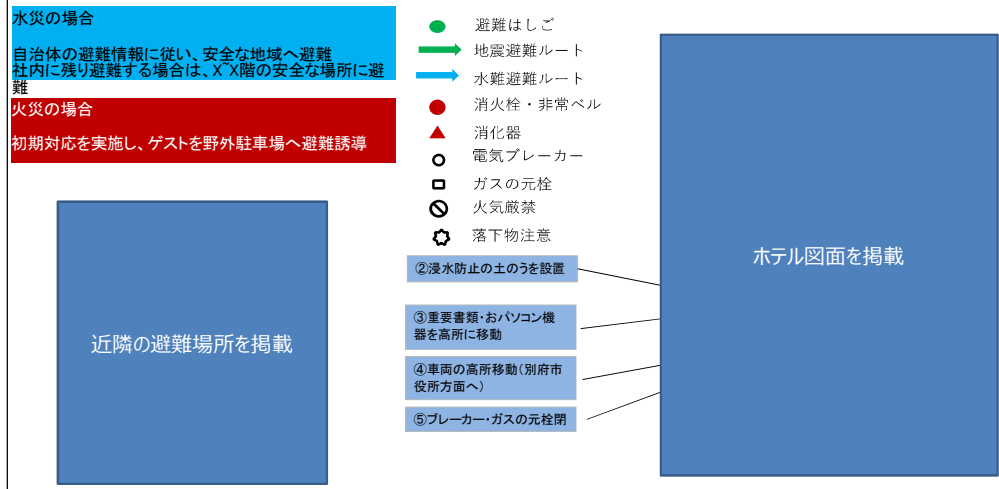 水災の場合
自治体の避難情報に従い、安全な地域へ避難
社内に残り避難する場合は、X~X階の安全な場所に避
難
火災の場合
初期対応を実施し、ゲストを野外駐車場へ避難誘導
近隣の避難場所を掲載
避難はしご
地震避難ルート
水難避難ルート
消火栓・非常ベル
消化器
電気ブレーカー
ガスの元栓
火気厳禁
落下物注意
②浸水防止の土のうを設置
③重要書類・おパソコン機
器を高所に移動
④車両の高所移動(別府市
役所方面へ)
⑤ブレーカー・ガスの元栓閉
ホテル図面を掲載